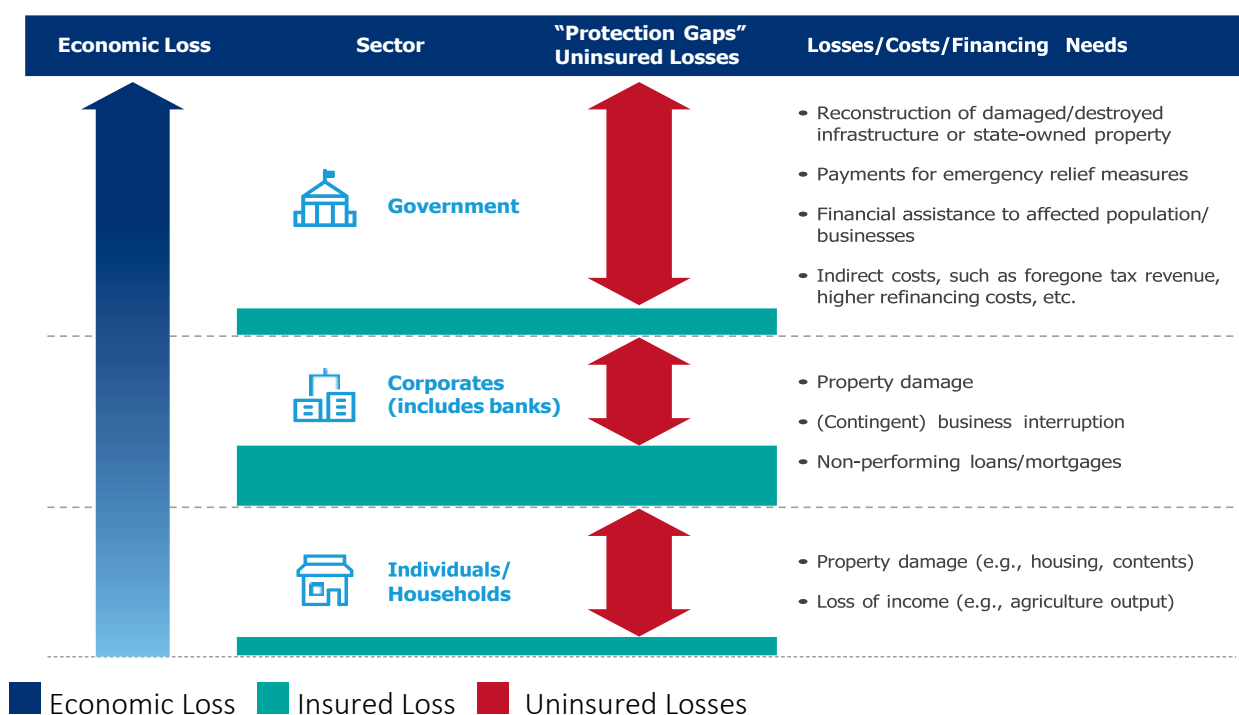 Economic Loss
Sector
“Protection Gaps”
Uninsured Losses
Losses/Costs/Financing Needs
Government
• Reconstruction of damaged/destroyed
infrastructure or state-owned property
• Payments for emergency relief measures
• Financial assistance to affected population/
businesses
• Indirect costs, such as foregone tax revenue,
higher refinancing costs, etc.
Corporates
(includes banks)
• Property damage
• (Contingent) business interruption
• Non-performing loans/mortgages
Individuals/
Households
• Property damage (e.g., housing, contents)
• Loss of income (e.g., agriculture output)
Economic Loss
Insured Loss
Uninsured Losses